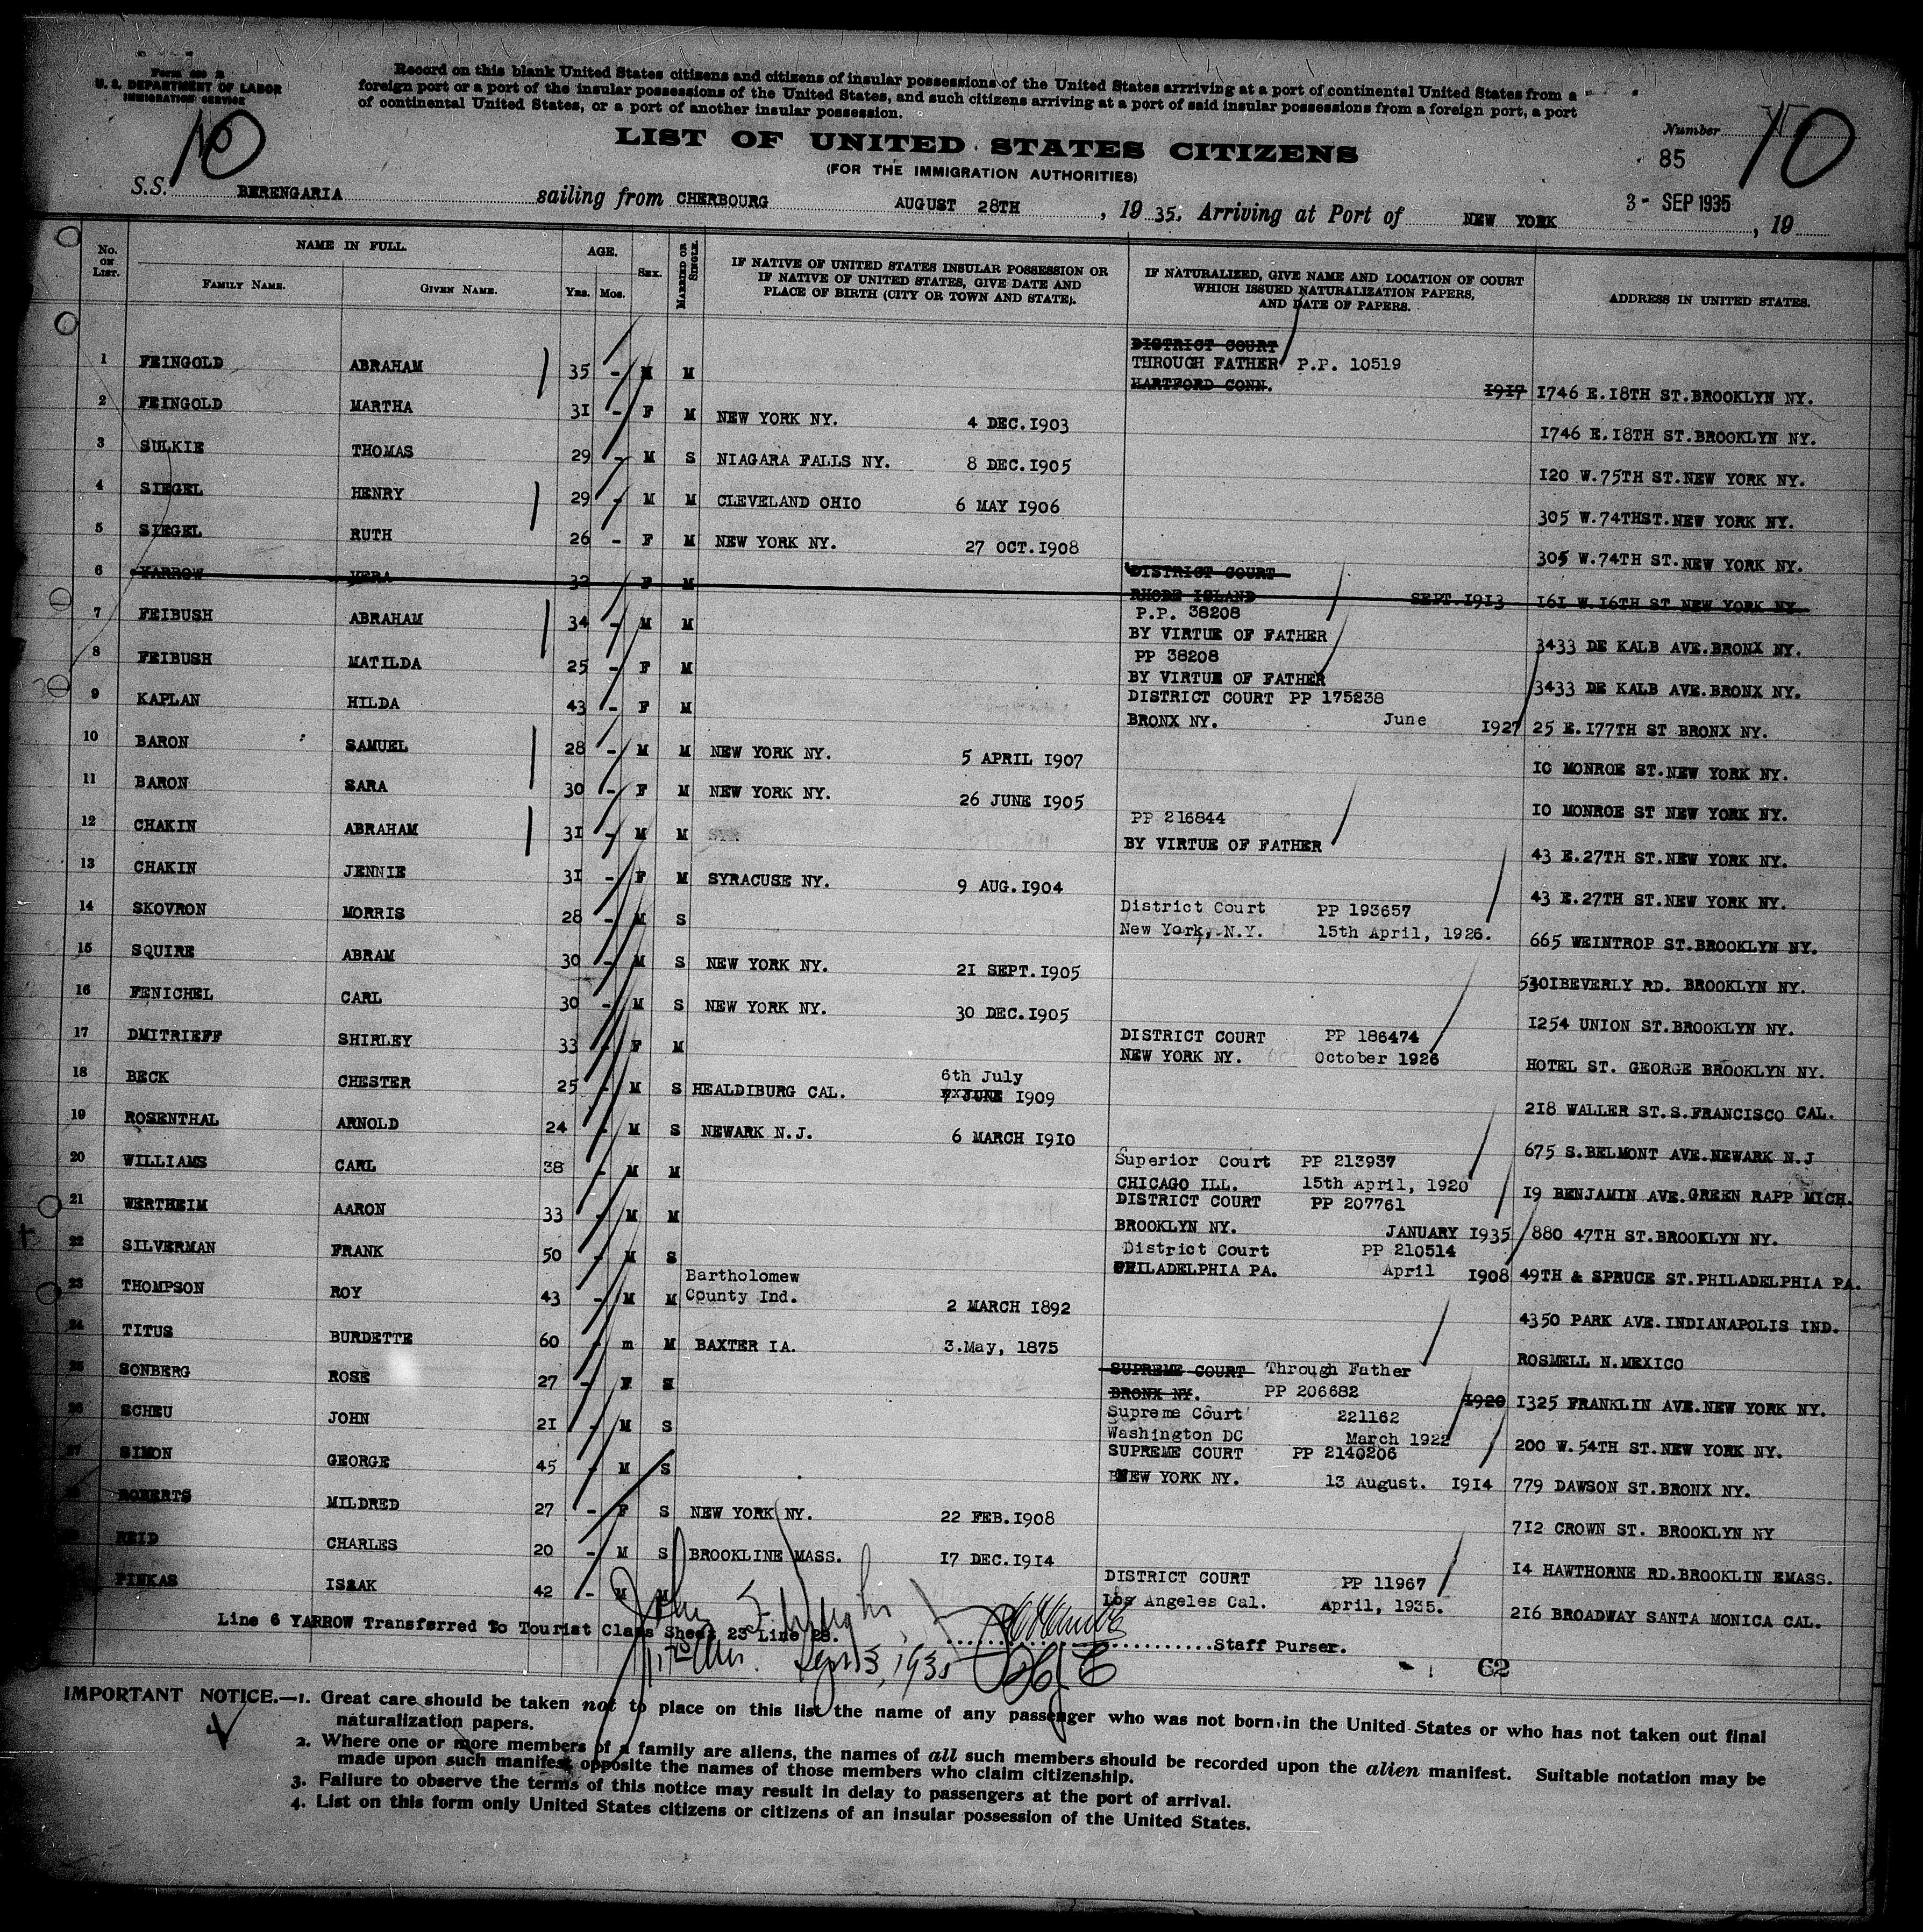 Form 630 B
U. S. DEPARTMENT OF LABOR
IMMIGRATION SERVICE
Record on this blank United States citizens and citizens of insular possessions of the United States arrriving at a port of continental United States from a
foreign port or a port of the insular possessions of the United States, and such citizens arriving at a port of said insular possessions from a foreign port, a port
of continental United States, or a port of another insular possession.
10
LIST OF UNITED STATES CITIZENS
(FOR THE IMMIGRATION AUTHORITIES)
Number
85
10
S.S. BERENGARIA sailing from CHERBOURG AUGUST 28TH, 19 35. Arriving at Port of NEW YORK 3- SEP 1935, 19
No. ON LIST. NAME IN FULL. FAMILY NAME. GIVEN NAME. AGE. Yrs. Mos. SEX. MARRIED OR SINGLE. IF NATIVE OF UNITED STATES INSULAR POSSESSION OR IF NATIVE OF UNITED STATES, GIVE DATE AND PLACE OF BIRTH (CITY OR TOWN AND STATE). IF NATURALIZED, GIVE NAME AND LOCATION OF COURT WHICH ISSUED NATURALIZATION PAPERS, AND DATE OF PAPERS. ADDRESS IN UNITED STATES.
1 FEINGOLD ABRAHAM 35 - M M DISTRICT COURT THROUGH FATHER P.P. 10519 HARTFORD CONN. 1917 1746 E.18TH ST.BROOKLYN NY.
2 FEINGOLD MARTHA 31 - F M NEW YORK NY. 4 DEC.1903 1746 E.18TH ST.BROOKLYN NY.
3 SULKIE THOMAS 29 - M S NIAGARA FALLS NY. 8 DEC.1905 120 W.75TH ST.NEW YORK NY.
4 SIEGEL HENRY 29 - M M CLEVELAND OHIO 6 MAY 1906 305 W.74THST.NEW YORK NY.
5 SIEGEL RUTH 26 - F M NEW YORK NY. 27 OCT.1908 305 W.74TH ST.NEW YORK NY.
6 YARROW VERA 32 F M DISTRICT COURT RHODE ISLAND SEPT.1913 161 W.16TH ST NEW YORK NY
7 FEIBUSH ABRAHAM 34 - M M P.P. 38208 BY VIRTUE OF FATHER 3433 DE KALB AVE.BRONX NY.
8 FEIBUSH MATILDA 25 - F M PP 38208 BY VIRTUE OF FATHER 3433 DE KALB AVE.BRONX NY.
9 KAPLAN HILDA 43 - F M DISTRICT COURT PP 175238 BRONX NY. June 1927 25 E.177TH ST BRONX NY.
10 BARON SAMUEL 28 - M M NEW YORK NY. 5 APRIL 1907 10 MONROE ST.NEW YORK NY.
11 BARON SARA 30 - F M NEW YORK NY. 26 JUNE 1905 10 MONROE ST NEW YORK NY.
12 CHAKIN ABRAHAM 31 - M M SYR PP 216844 BY VIRTUE OF FATHER 43 E.27TH ST.NEW YORK NY.
13 CHAKIN JENNIE 31 - F M SYRACUSE NY. 9 AUG.1904 43 E.27TH ST.NEW YORK NY.
14 SKOVRON MORRIS 28 - M S District Court PP 193657 New York, N.Y. 15th April, 1926. 665 WEINTROP ST.BROOKLYN NY.
15 SQUIRE ABRAM 30 - M S NEW YORK NY. 21 SEPT.1905 5301BEVERLY RD. BROOKLYN NY.
16 FENICHEL CARL 30 - M S NEW YORK NY. 30 DEC.1905 1254 UNION ST.BROOKLYN NY.
17 DMITRIEFF SHIRLEY 33 - F M DISTRICT COURT PP 186474 NEW YORK NY. October 1926 HOTEL ST. GEORGE BROOKLYN NY.
18 BECK CHESTER 25 - M S HEALDIBURG CAL. 6th July 7 JUNE 1909 218 WALLER ST.S.FRANCISCO CAL.
19 ROSENTHAL ARNOLD 24 - M S NEWARK N.J. 6 MARCH 1910 675 S.BELMONT AVE.NEWARK N.J
20 WILLIAMS CARL 38 - M M Superior Court PP 213937 CHICAGO ILL. 15th April, 1920 19 BENJAMIN AVE.GREEN RAPP MICH.
21 WERTHEIM AARON 33 - M M DISTRICT COURT PP 207761 BROOKLYN NY. JANUARY 1935 880 47TH ST.BROOKLYN NY.
22 SILVERMAN FRANK 50 - M S District Court PP 210514 PHILADELPHIA PA. April 1908 49TH & SPRUCE ST.PHILADELPHIA PA.
23 THOMPSON ROY 43 - M M Bartholomew County Ind. 2 MARCH 1892 4350 PARK AVE.INDIANAPOLIS IND.
24 TITUS BURDETTE 60 - m M BAXTER IA. 3.May, 1875 ROSMELL N.MEXICO
25 SONBERG ROSE 27 - F S SUPREME COURT Through Father BRONX NY. PP 206682 1920 1325 FRANKLIN AVE.NEW YORK NY.
26 SCHEU JOHN 21 - M S Supreme Court 221162 Washington DC March 1922 200 W.54TH ST.NEW YORK NY.
27 SIMON GEORGE 45 - M S SUPREME COURT PP 2140206 NEW YORK NY. 13 August. 1914 779 DAWSON ST.BRONX NY.
ROBERTS MILDRED 27 - F S NEW YORK NY. 22 FEB.1908 712 CROWN ST. BROOKLYN NY
REID CHARLES 20 - M S BROOKLINE MASS. 17 DEC.1914 14 HAWTHORNE RD.BROOKLIN EMASS.
PINKAS ISAAK 42 - M M DISTRICT COURT PP 11967 Los Angeles Cal. April, 1935. 216 BROADWAY SANTA MONICA CAL.
Line 6 YARROW Transferred To Tourist Class Sheet 23 Line 28. Staff Purser.
Sept 3, 1935
62
IMPORTANT NOTICE.—1. Great care should be taken not to place on this list the name of any passenger who was not born in the United States or who has not taken out final
naturalization papers.
2. Where one or more members of a family are aliens, the names of all such members should be recorded upon the alien manifest. Suitable notation may be
made upon such manifest opposite the names of those members who claim citizenship.
3. Failure to observe the terms of this notice may result in delay to passengers at the port of arrival.
4. List on this form only United States citizens or citizens of an insular possession of the United States.